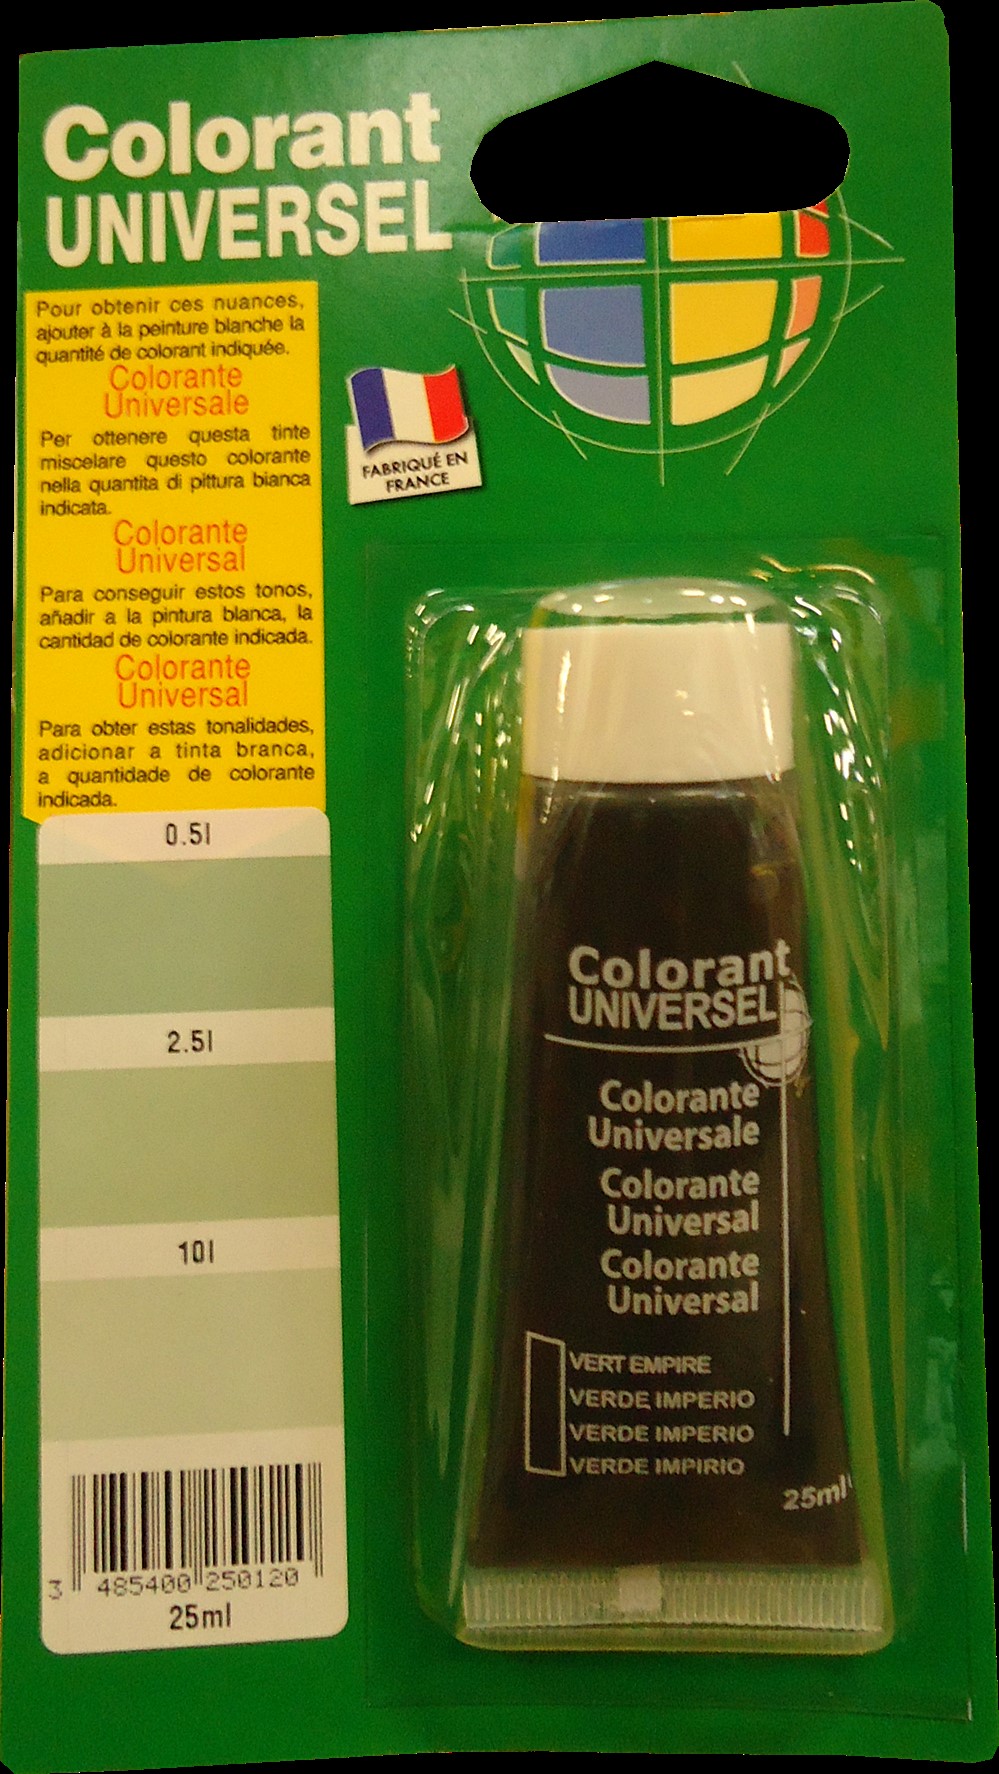 Colorant
UNIVERSEL
Pour obtenir ces nuances,
ajouter à la peinture blanche la
quantité de colorant indiquée.
Colorante
Universale
Per ottenere questa tinte
miscelare questo colorante
nella quantita di pittura bianca
indicata.
Colorante
Universal
Para conseguir estos tonos,
añadir a la pintura blanca, la
cantidad de colorante indicada.
Colorante
Universal
Para obter estas tonalidades,
adicionar a tinta branca,
a quantidade de colorante
indicada.
0.5l
2.5l
10l
3 485400 250120
25ml
FABRIQUÉ EN
FRANCE
Colorant
UNIVERSEL
Colorante
Universale
Colorante
Universal
Colorante
Universal
VERT EMPIRE
VERDE IMPERIO
VERDE IMPERIO
VERDE IMPIRIO
25ml